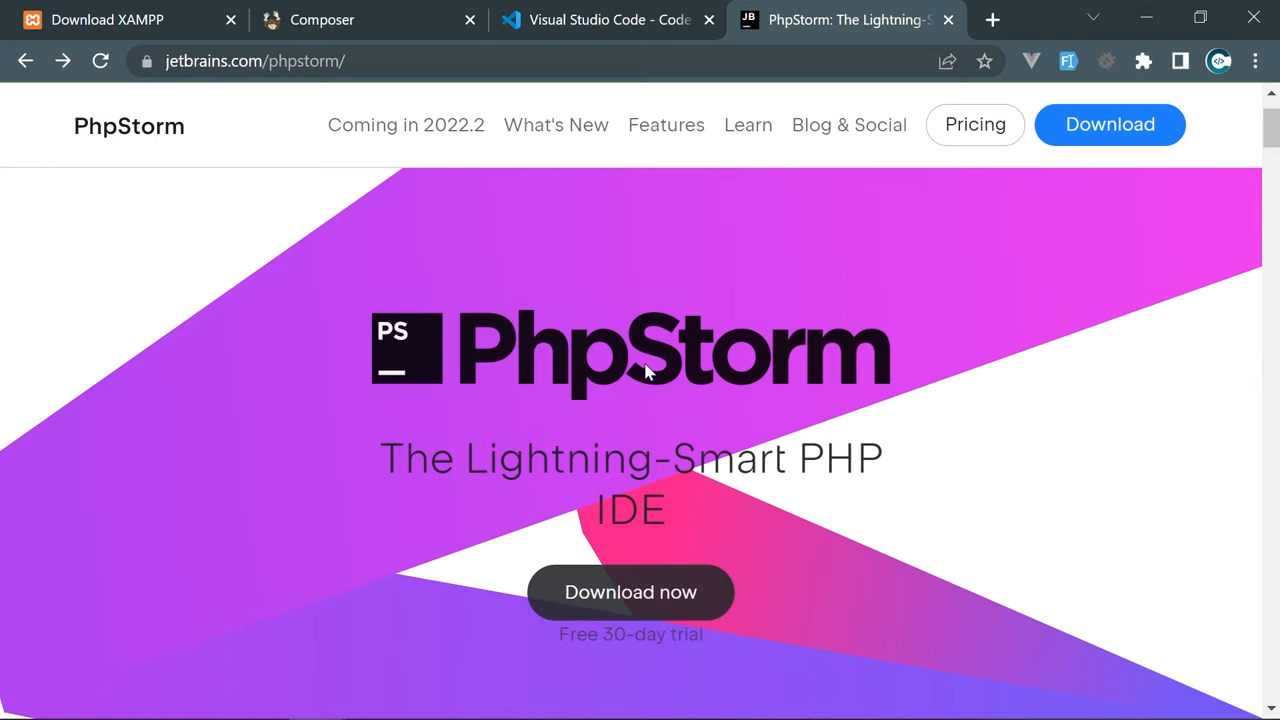 Download XAMPP
Composer
Visual Studio Code - Code
JB
PhpStorm: The Lightning-S
jetbrains.com/phpstorm/
PhpStorm
Coming in 2022.2
What's New
Features
Learn
Blog & Social
Pricing
Download
PS
PhpStorm
The Lightning-Smart PHP
IDE
Download now
Free 30-day trial